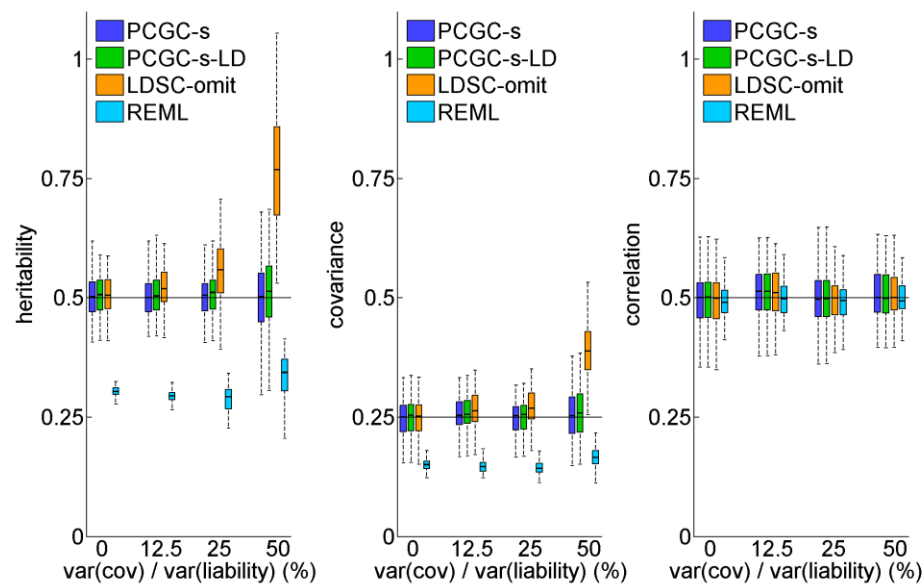 PCGC-s
PCGC-s-LD
LDSC-omit
REML
1
0.75
0.5
0.25
0
heritability
0 12.5 25 50
var(cov) / var(liability) (%)
PCGC-s
PCGC-s-LD
LDSC-omit
REML
1
0.75
0.5
0.25
0
covariance
0 12.5 25 50
var(cov) / var(liability) (%)
PCGC-s
PCGC-s-LD
LDSC-omit
REML
1
0.75
0.5
0.25
0
correlation
0 12.5 25 50
var(cov) / var(liability) (%)